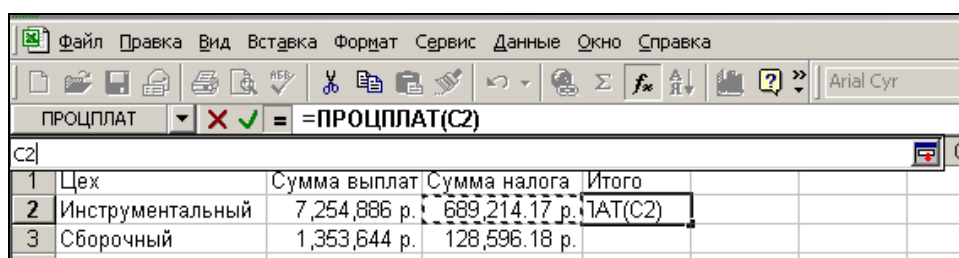 Файл Правка Вид Вставка Формат Сервис Данные Окно Справка
Arial Cyr
ПРОЦПЛАТ = =ПРОЦПЛАТ(C2)
C2
1 Цех Сумма выплат Сумма налога Итого
2 Инструментальный 7,254,886 р. 689,214.17 р. ЛАТ(C2)
3 Сборочный 1,353,644 р. 128,596.18 р.